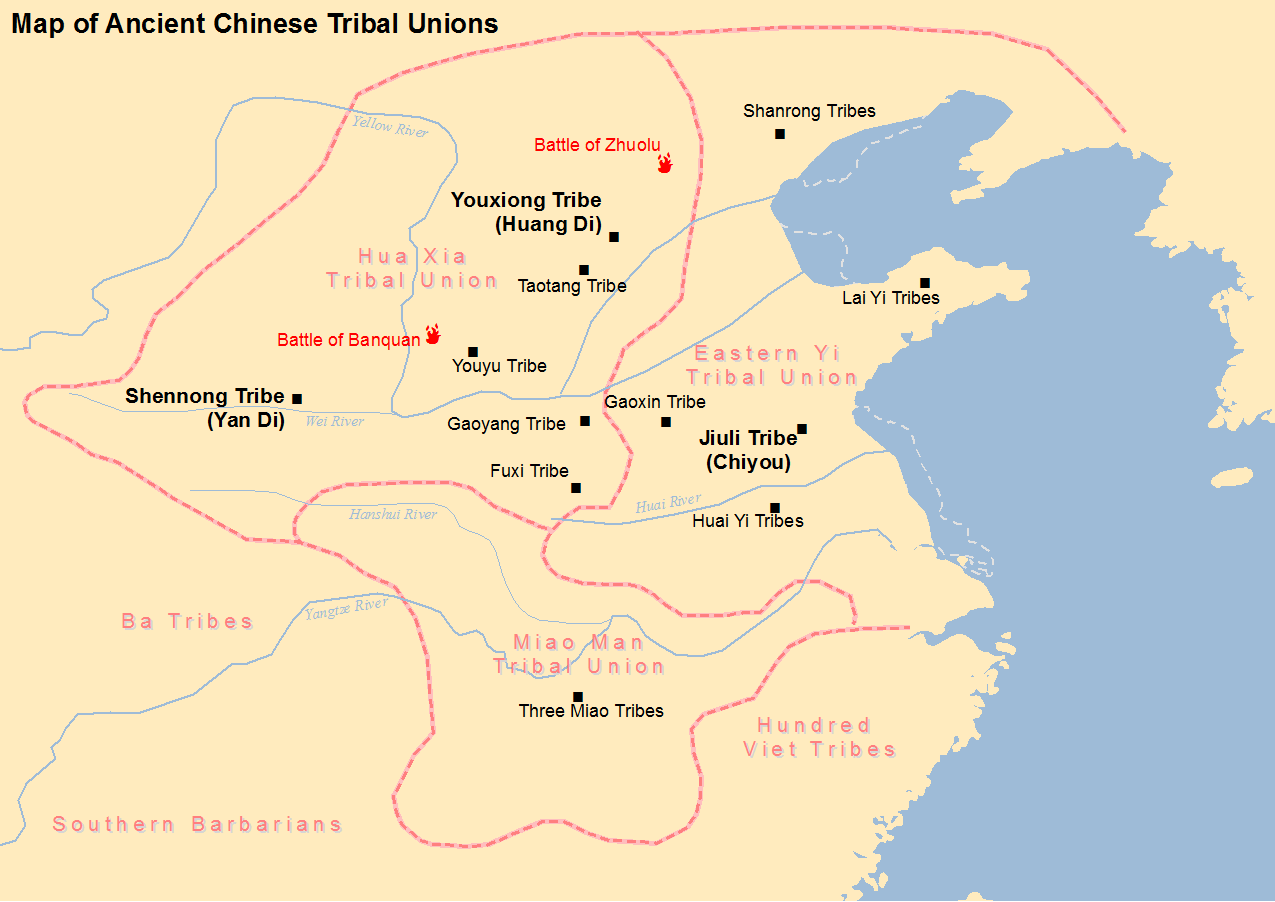 Map of Ancient Chinese Tribal Unions
Shanrong Tribes
Yellow River
Battle of Zhuolu
Youxiong Tribe
(Huang Di)
Hua Xia
Tribal Union
Taotang Tribe
Lai Yi Tribes
Battle of Banquan
Eastern Yi
Tribal Union
Youyu Tribe
Shennong Tribe
(Yan Di)
Wei River
Gaoxin Tribe
Gaoyang Tribe
Jiuli Tribe
(Chiyou)
Fuxi Tribe
Huai River
Hanshui River
Huai Yi Tribes
Yangtze River
Ba Tribes
Miao Man
Tribal Union
Three Miao Tribes
Hundred
Viet Tribes
Southern Barbarians